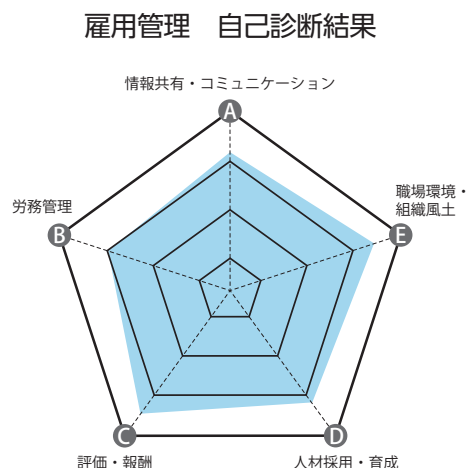 雇用管理　自己診断結果
情報共有・コミュニケーション
A
職場環境・
組織風土
E
労務管理
B
C
評価・報酬
D
人材採用・育成